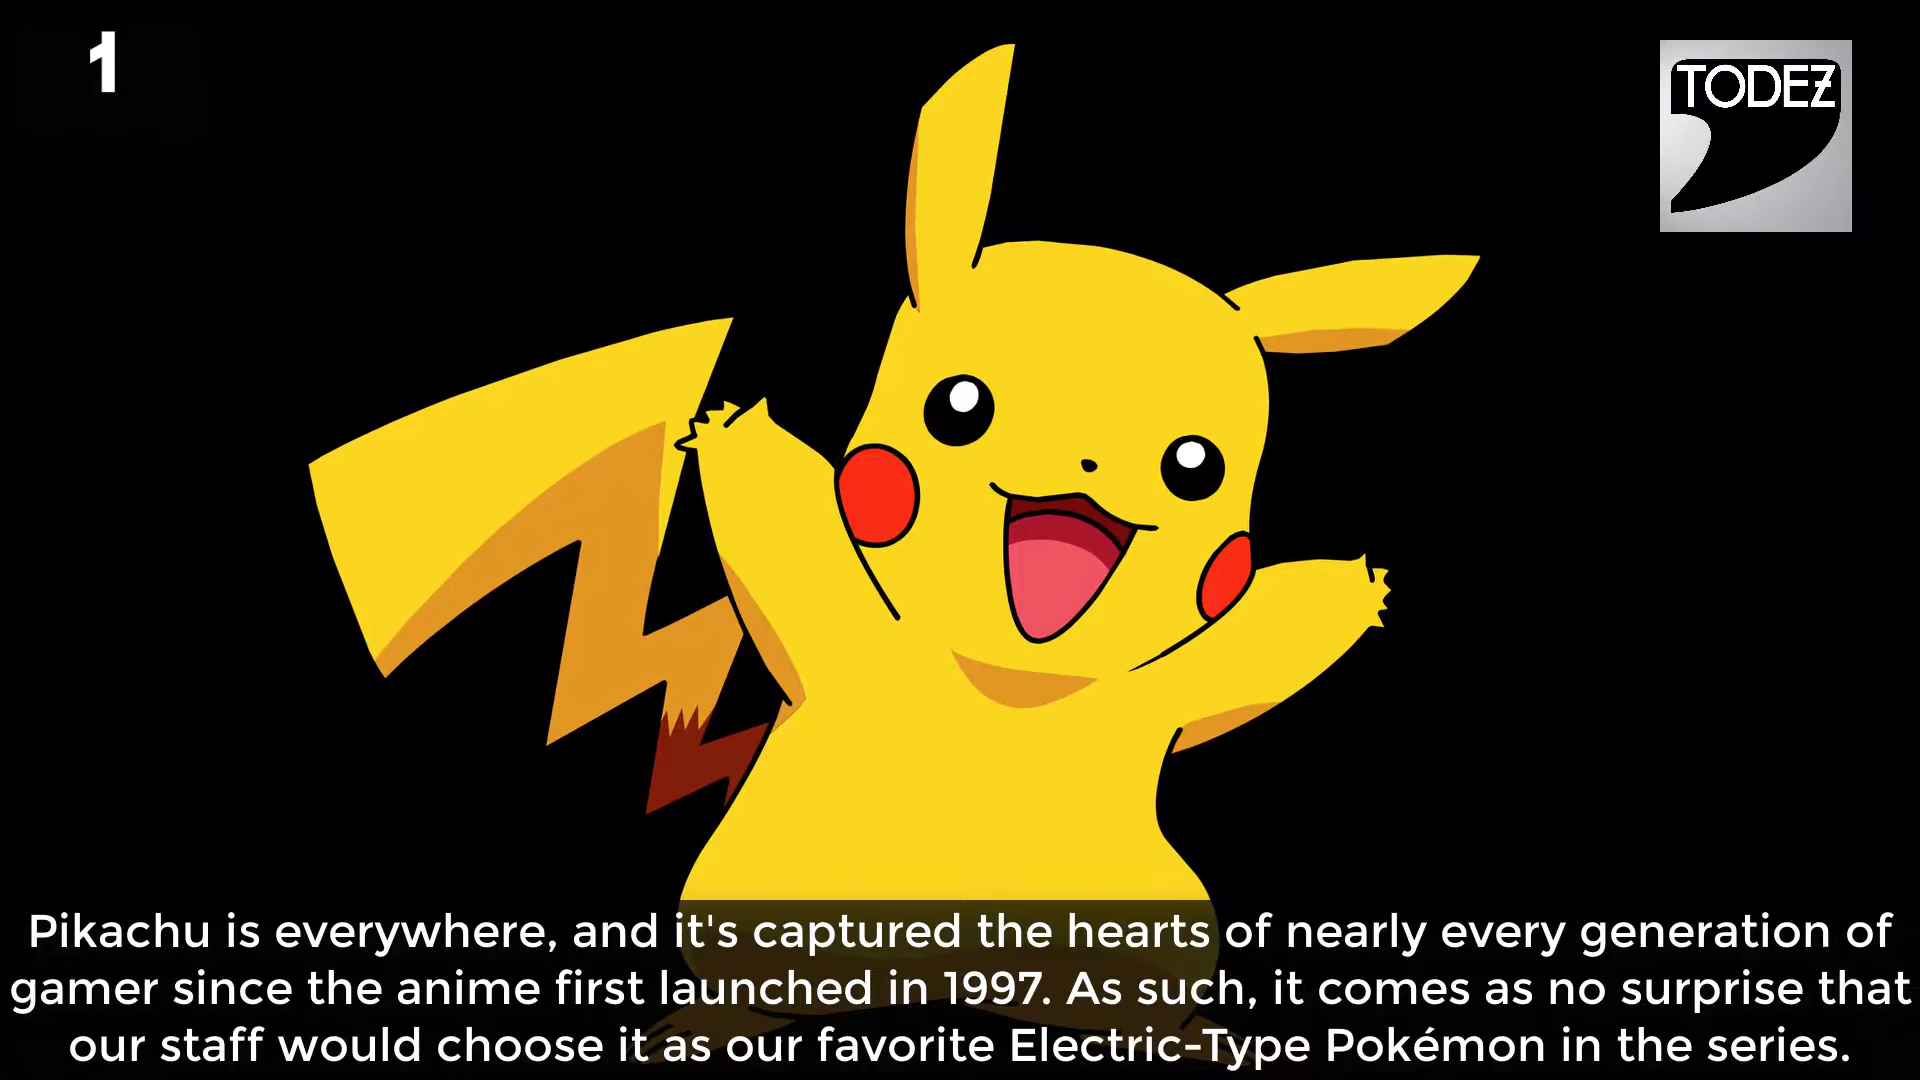 1
TODEZ
Pikachu is everywhere, and it's captured the hearts of nearly every generation of
gamer since the anime first launched in 1997. As such, it comes as no surprise that
our staff would choose it as our favorite Electric-Type Pokémon in the series.